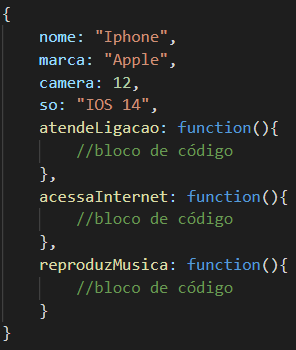 {
nome: "Iphone",
marca: "Apple",
camera: 12,
so: "IOS 14",
atendeLigacao: function(){
//bloco de código
},
acessaInternet: function(){
//bloco de código
},
reproduzMusica: function(){
//bloco de código
}
}